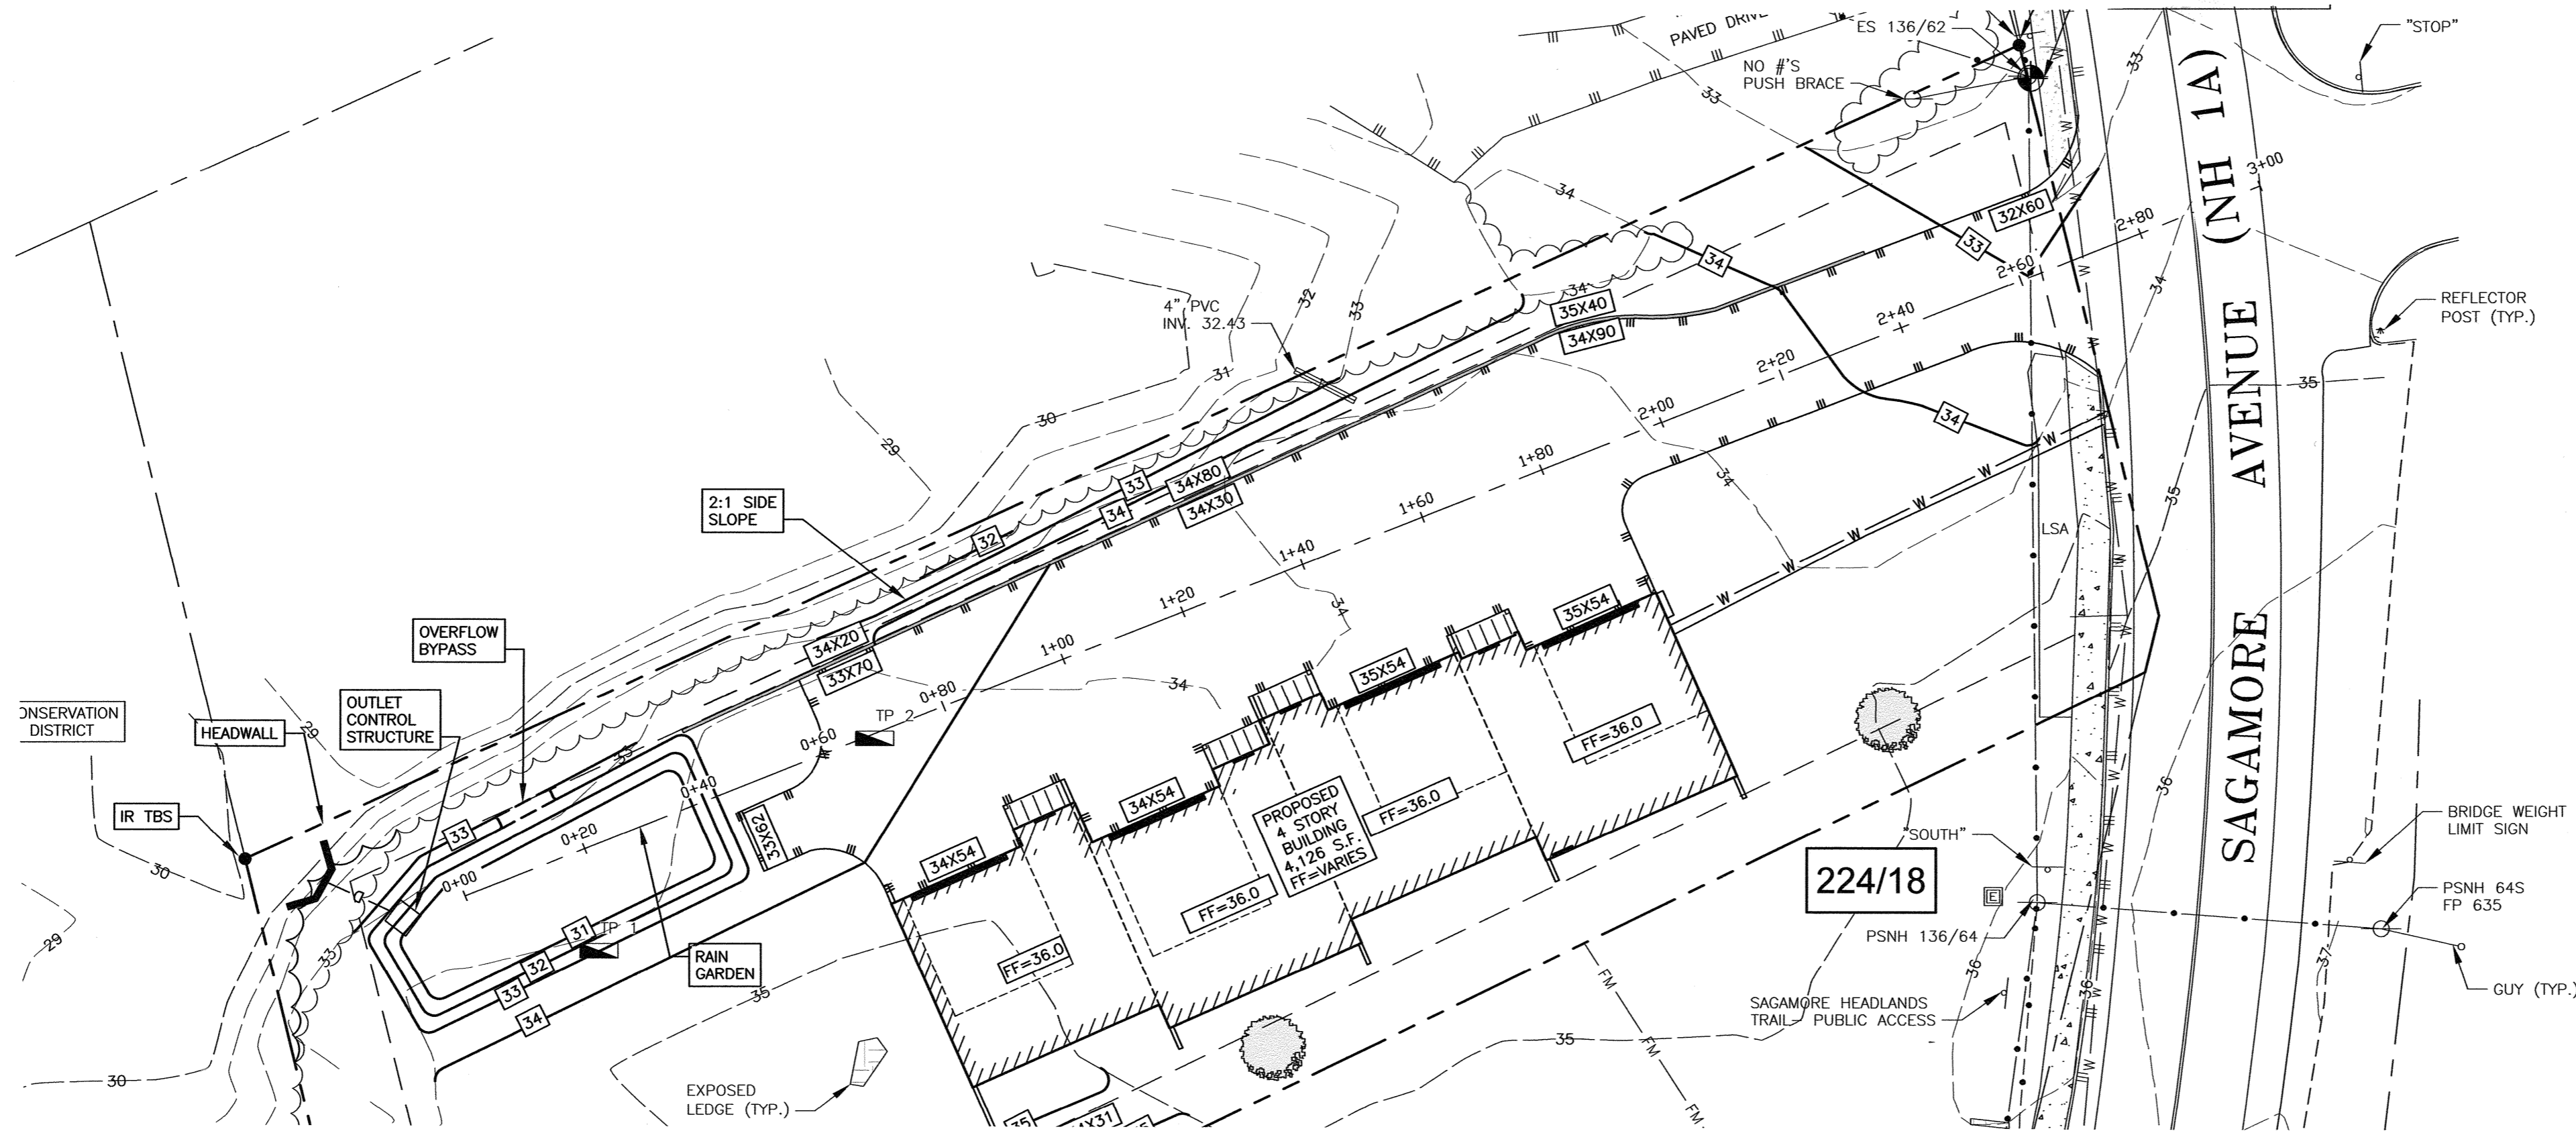 PAVED DRIV
ES 136/62
"STOP"
NO #'S
PUSH BRACE
33
33
SAGAMORE AVENUE (NH 1A)
3+00
34
32X60
2+80
33
34
2+60
34
34
35X40
34X90
2+40
REFLECTOR
POST (TYP.)
4" PVC
INV. 32.43
32
33
31
2+20
35
30
29
2+00
34
1+80
34
33
34X80
34
34X30
1+60
35
2:1 SIDE
SLOPE
32
1+40
LSA
W
W
W
W
W
W
34
1+20
35X54
34X20
33X70
1+00
OVERFLOW
BYPASS
34
35X54
0+80
TP 2
0+60
FF=36.0
OUTLET
CONTROL
STRUCTURE
ONSERVATION
DISTRICT
HEADWALL
29
33
0+40
36
34X54
PROPOSED
4 STORY
BUILDING
4,126 S.F.
FF=VARIES
FF=36.0
IR TBS
33
0+20
33X62
34X54
BRIDGE WEIGHT
LIMIT SIGN
"SOUTH"
224/18
E
30
0+00
FF=36.0
PSNH 64S
FP 635
PSNH 136/64
29
31
TP 1
32
RAIN
GARDEN
FF=36.0
33
33
34
35
36
37
36
GUY (TYP.)
FM
FM
FM
SAGAMORE HEADLANDS
TRAIL- PUBLIC ACCESS
35
30
EXPOSED
LEDGE (TYP.)
35
4X31